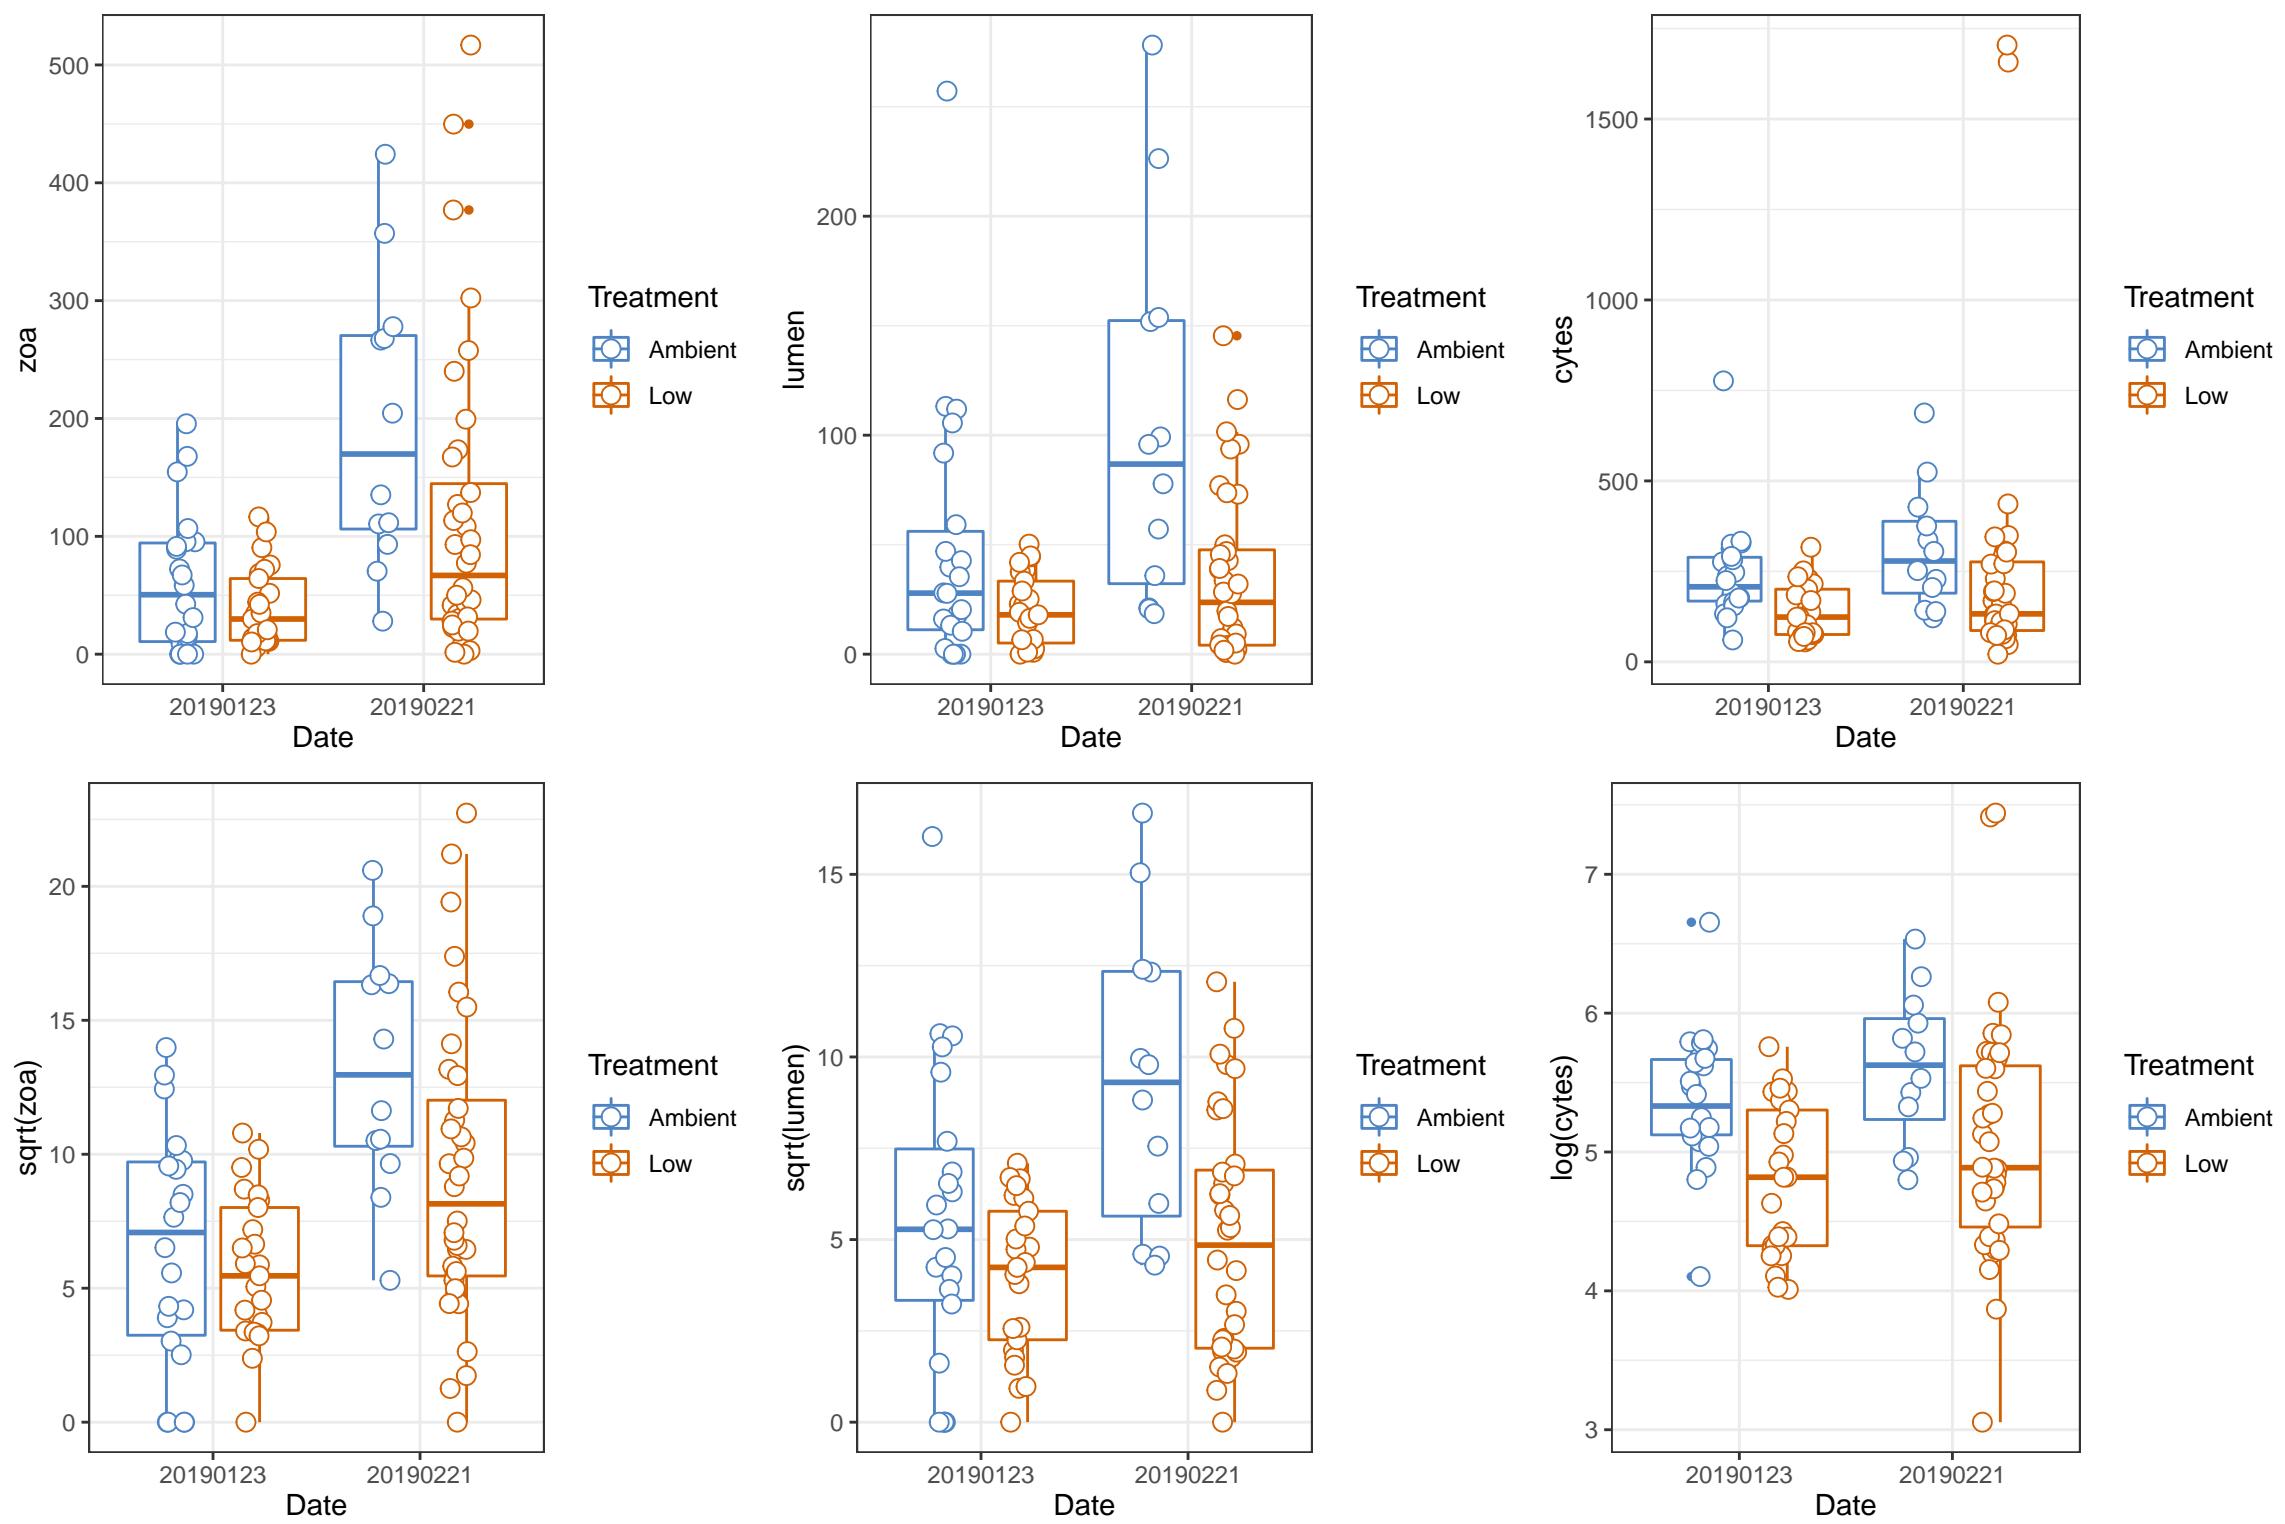 zoa
500
400
300
200
100
0
20190123
20190221
Date
Treatment
Ambient
Low
lumen
200
100
0
20190123
20190221
Date
Treatment
Ambient
Low
cytes
1500
1000
500
0
20190123
20190221
Date
Treatment
Ambient
Low
sqrt(zoa)
20
15
10
5
0
20190123
20190221
Date
Treatment
Ambient
Low
sqrt(lumen)
15
10
5
0
20190123
20190221
Date
Treatment
Ambient
Low
log(cytes)
7
6
5
4
3
20190123
20190221
Date
Treatment
Ambient
Low